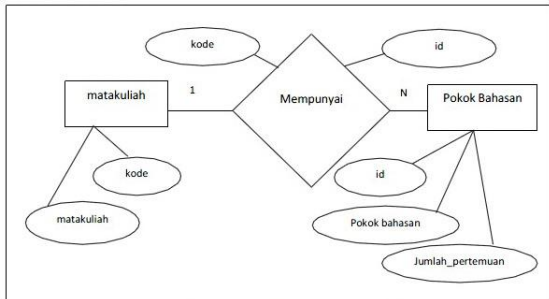 kode
id
matakuliah
1
Mempunyai
N
Pokok Bahasan
kode
id
matakuliah
Pokok bahasan
Jumlah_pertemuan